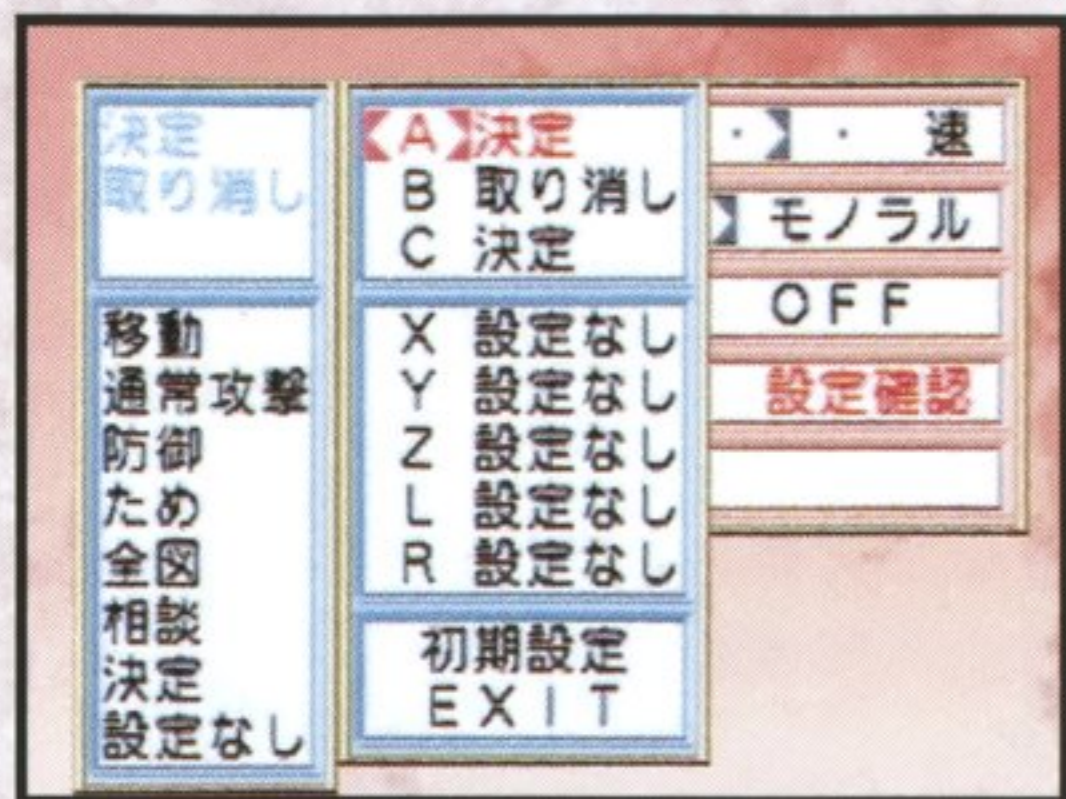 決定
取り消し
移動
通常攻撃
防御
ため
全図
相談
決定
設定なし
A 決定
B 取り消し
C 決定
X 設定なし
Y 設定なし
Z 設定なし
L 設定なし
R 設定なし
初期設定
EXIT
・ ・ 速
モノラル
OFF
設定確認